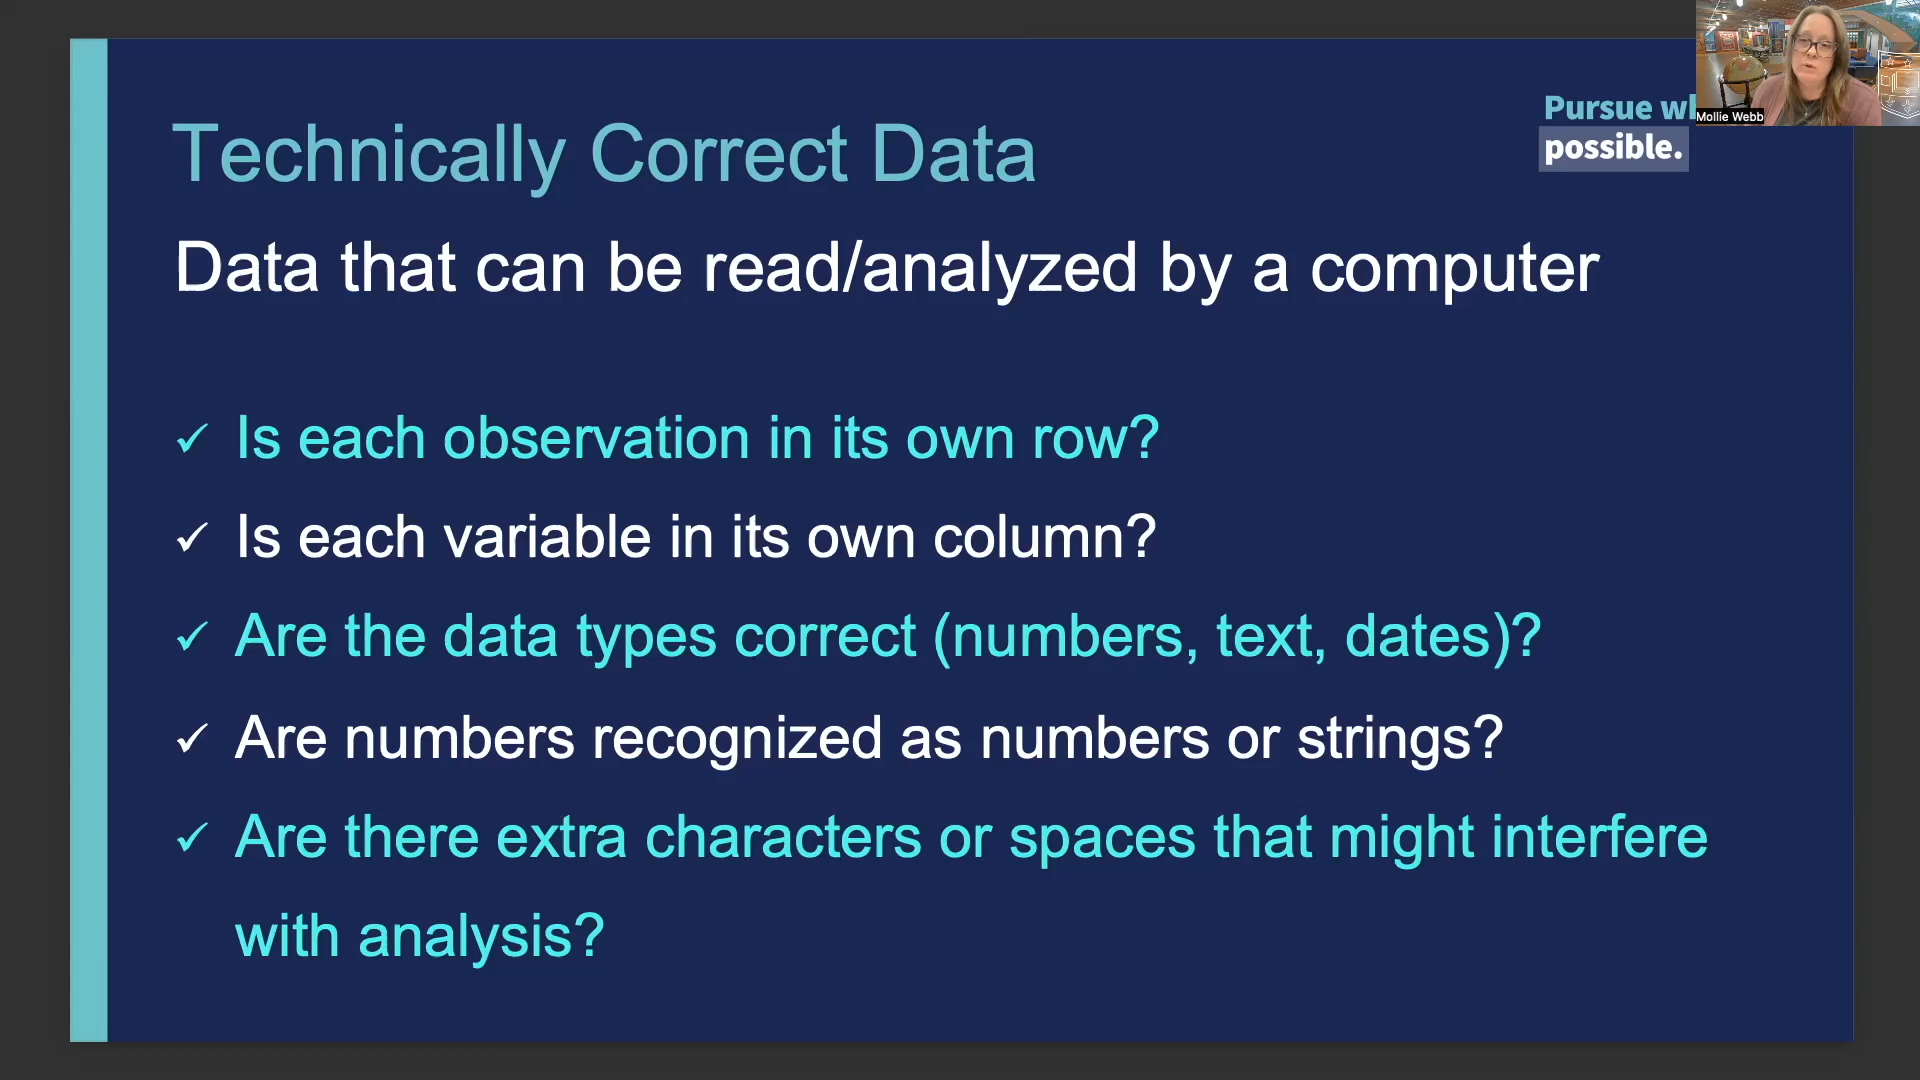 Technically Correct Data
Pursue wh
possible.
Mollie Webb
Data that can be read/analyzed by a computer
✓ Is each observation in its own row?
✓ Is each variable in its own column?
✓ Are the data types correct (numbers, text, dates)?
✓ Are numbers recognized as numbers or strings?
✓ Are there extra characters or spaces that might interfere
with analysis?